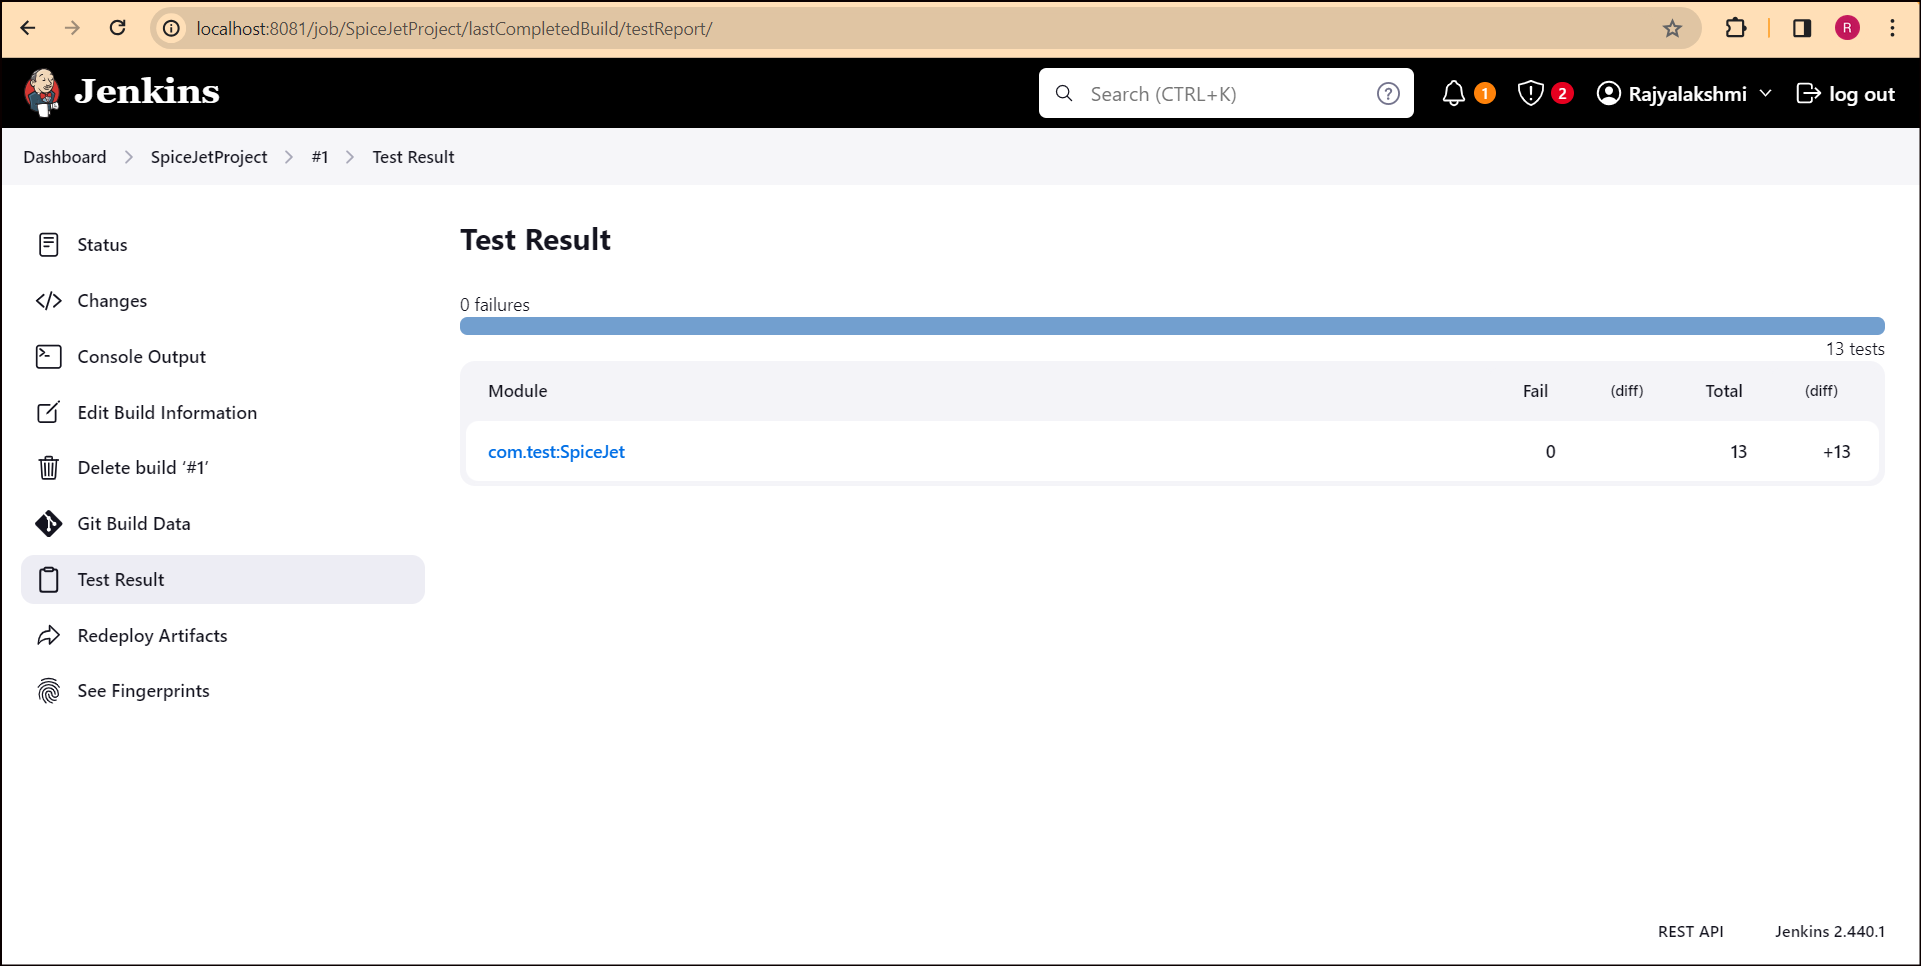 localhost:8081/job/SpiceJetProject/lastCompletedBuild/testReport/
R
Jenkins
Search (CTRL+K)
?
1
2
Rajyalakshmi
log out
Dashboard
SpiceJetProject
#1
Test Result
Status
Changes
Console Output
Edit Build Information
Delete build ‘#1’
Git Build Data
Test Result
Redeploy Artifacts
See Fingerprints
Test Result
0 failures
13 tests
Module Fail (diff) Total (diff)
com.test:SpiceJet 0 13 +13
REST API
Jenkins 2.440.1